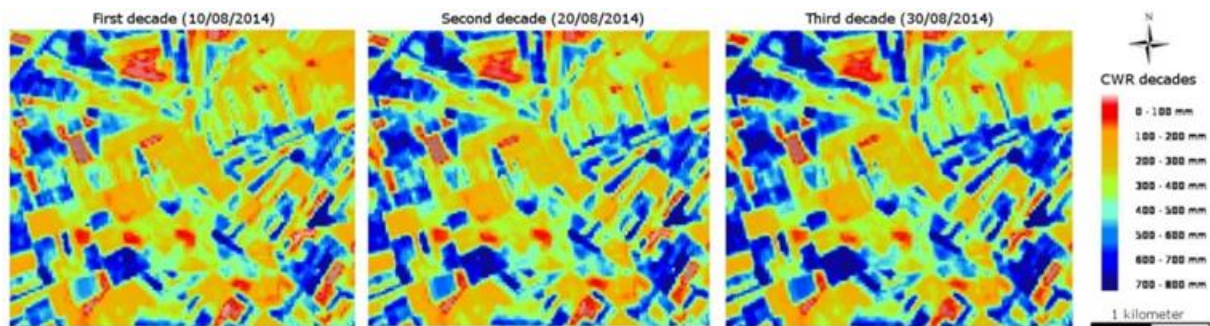 First decade (10/08/2014)
Second decade (20/08/2014)
Third decade (30/08/2014)
N
CWR decades
0 - 100 mm
100 - 200 mm
200 - 300 mm
300 - 400 mm
400 - 500 mm
500 - 600 mm
600 - 700 mm
700 - 800 mm
1 kilometer